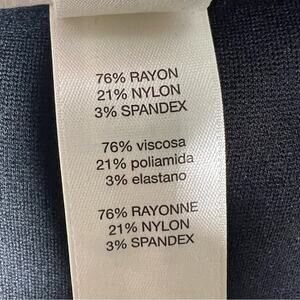 76% RAYON
21% NYLON
3% SPANDEX
76% viscosa
21% poliamida
3% elastano
76% RAYONNE
21% NYLON
3% SPANDEX